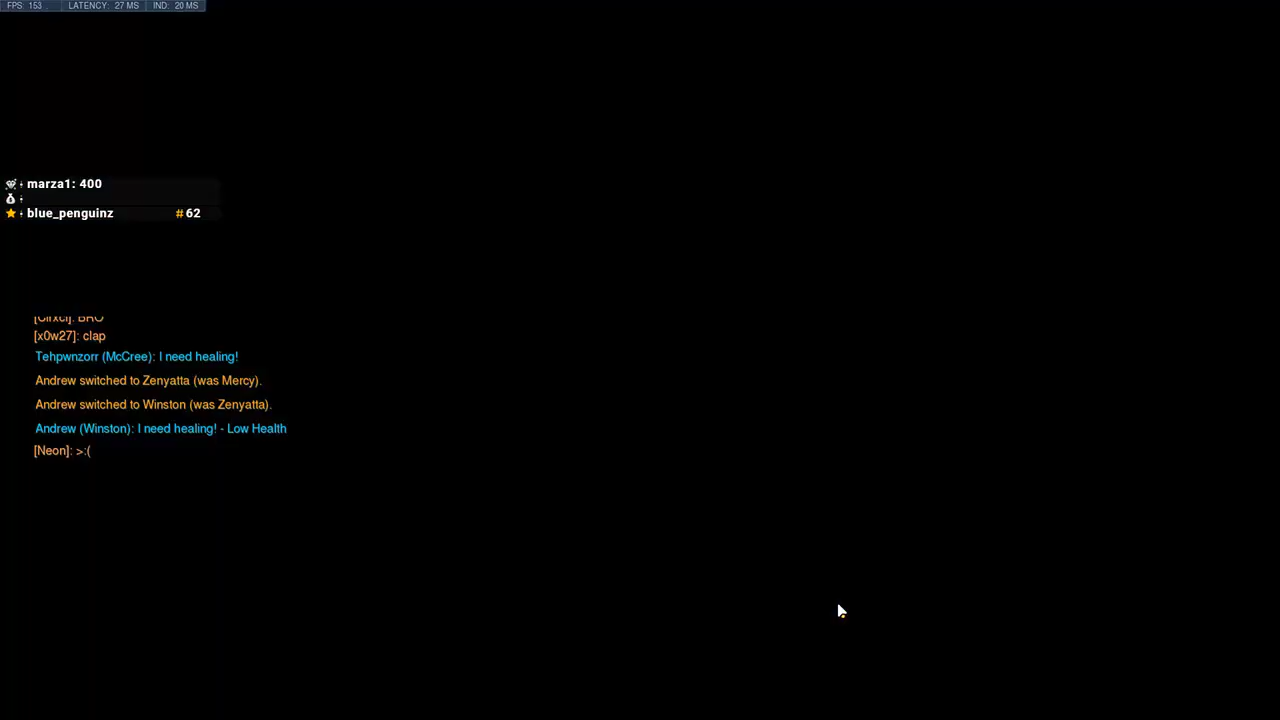 FPS: 153 LATENCY: 27 MS IND: 20 MS
marza1: 400
blue_penguinz #62
BRO
[x0w27]: clap
Tehpwnzorr (McCree): I need healing!
Andrew switched to Zenyatta (was Mercy).
Andrew switched to Winston (was Zenyatta).
Andrew (Winston): I need healing! - Low Health
[Neon]: >:(